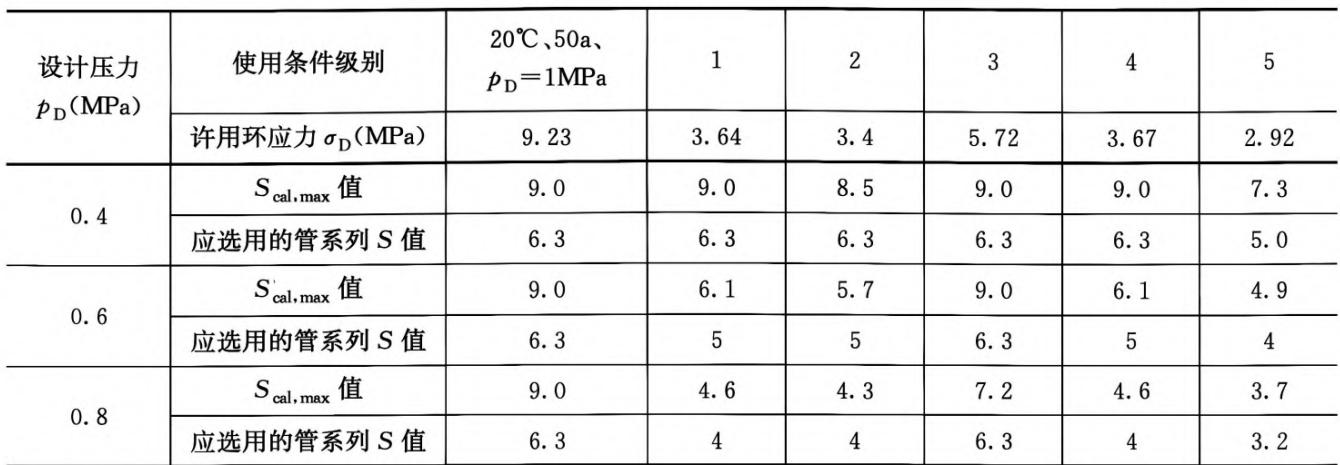 设计压力 p_D(MPa) 使用条件级别 20℃、50a、p_D=1MPa 1 2 3 4 5
许用环应力 σ_D(MPa) 9.23 3.64 3.4 5.72 3.67 2.92
0.4 S_cal,max 值 9.0 9.0 8.5 9.0 9.0 7.3
应选用的管系列 S 值 6.3 6.3 6.3 6.3 6.3 5.0
0.6 S_cal,max 值 9.0 6.1 5.7 9.0 6.1 4.9
应选用的管系列 S 值 6.3 5 5 6.3 5 4
0.8 S_cal,max 值 9.0 4.6 4.3 7.2 4.6 3.7
应选用的管系列 S 值 6.3 4 4 6.3 4 3.2